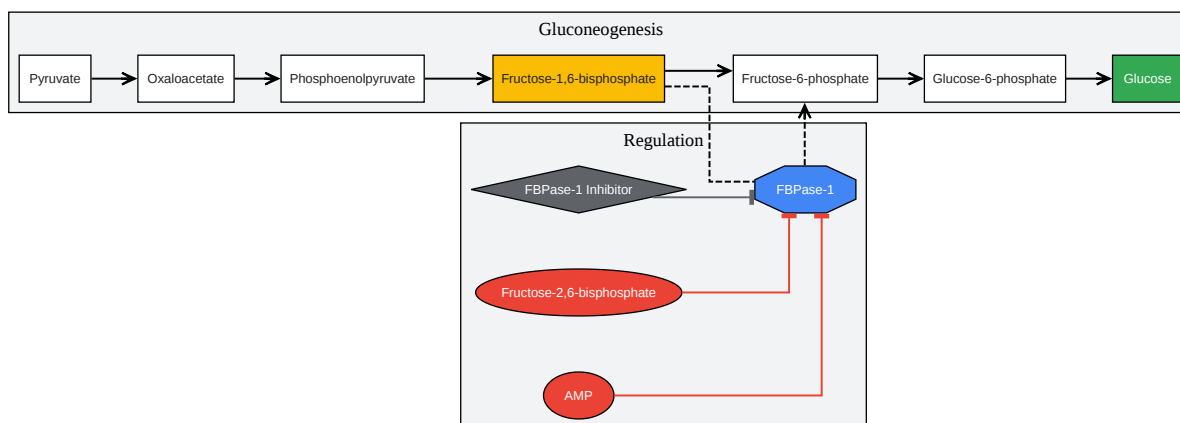 Gluconeogenesis
Pyruvate
Oxaloacetate
Phosphoenolpyruvate
Fructose-1,6-bisphosphate
Fructose-6-phosphate
Glucose-6-phosphate
Glucose
Regulation
FBPase-1 Inhibitor
FBPase-1
Fructose-2,6-bisphosphate
AMP